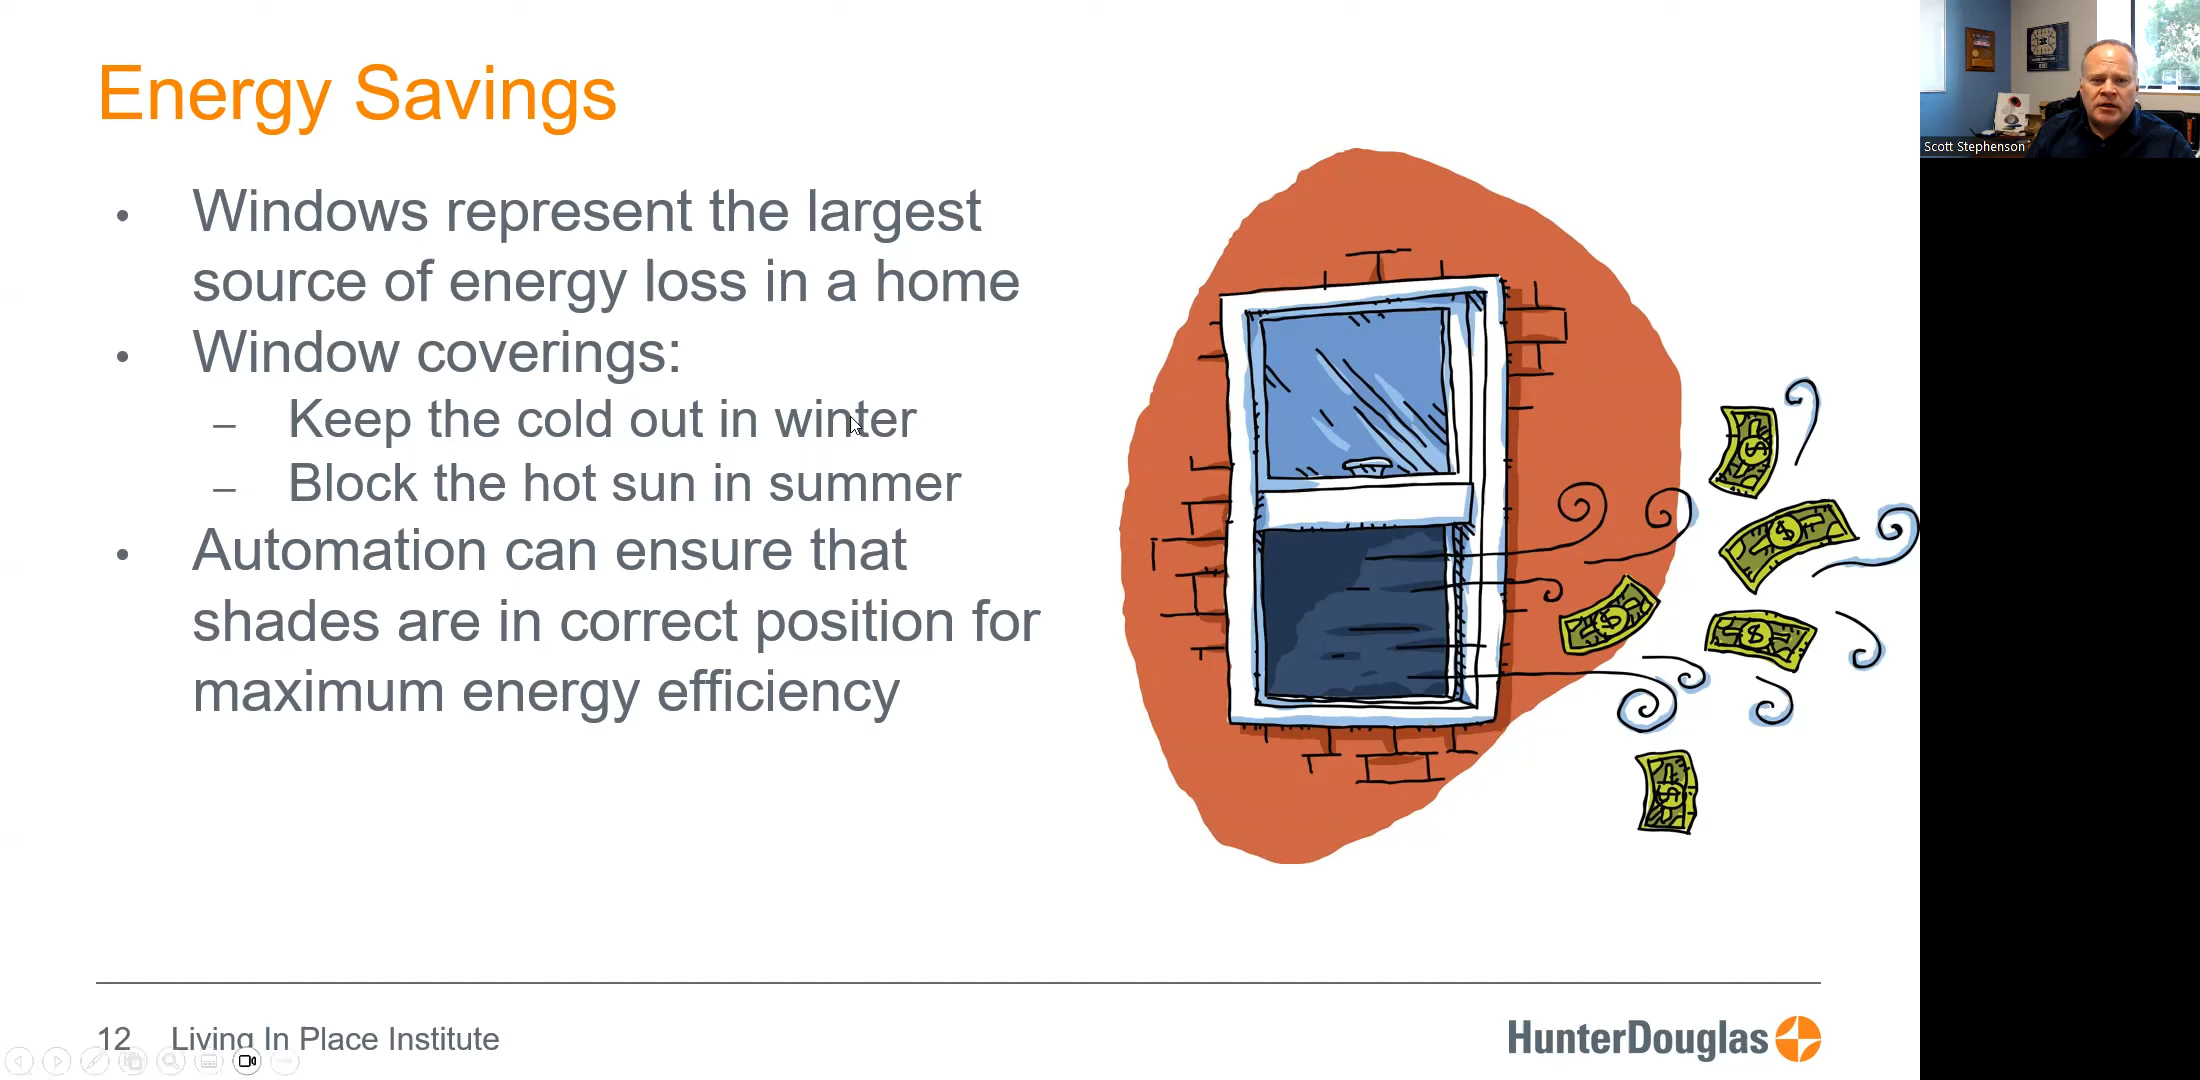 Energy Savings
• Windows represent the largest
source of energy loss in a home
• Window coverings:
– Keep the cold out in winter
– Block the hot sun in summer
• Automation can ensure that
shades are in correct position for
maximum energy efficiency
Scott Stephenson
$
$
$
$
$
12 Living In Place Institute
HunterDouglas